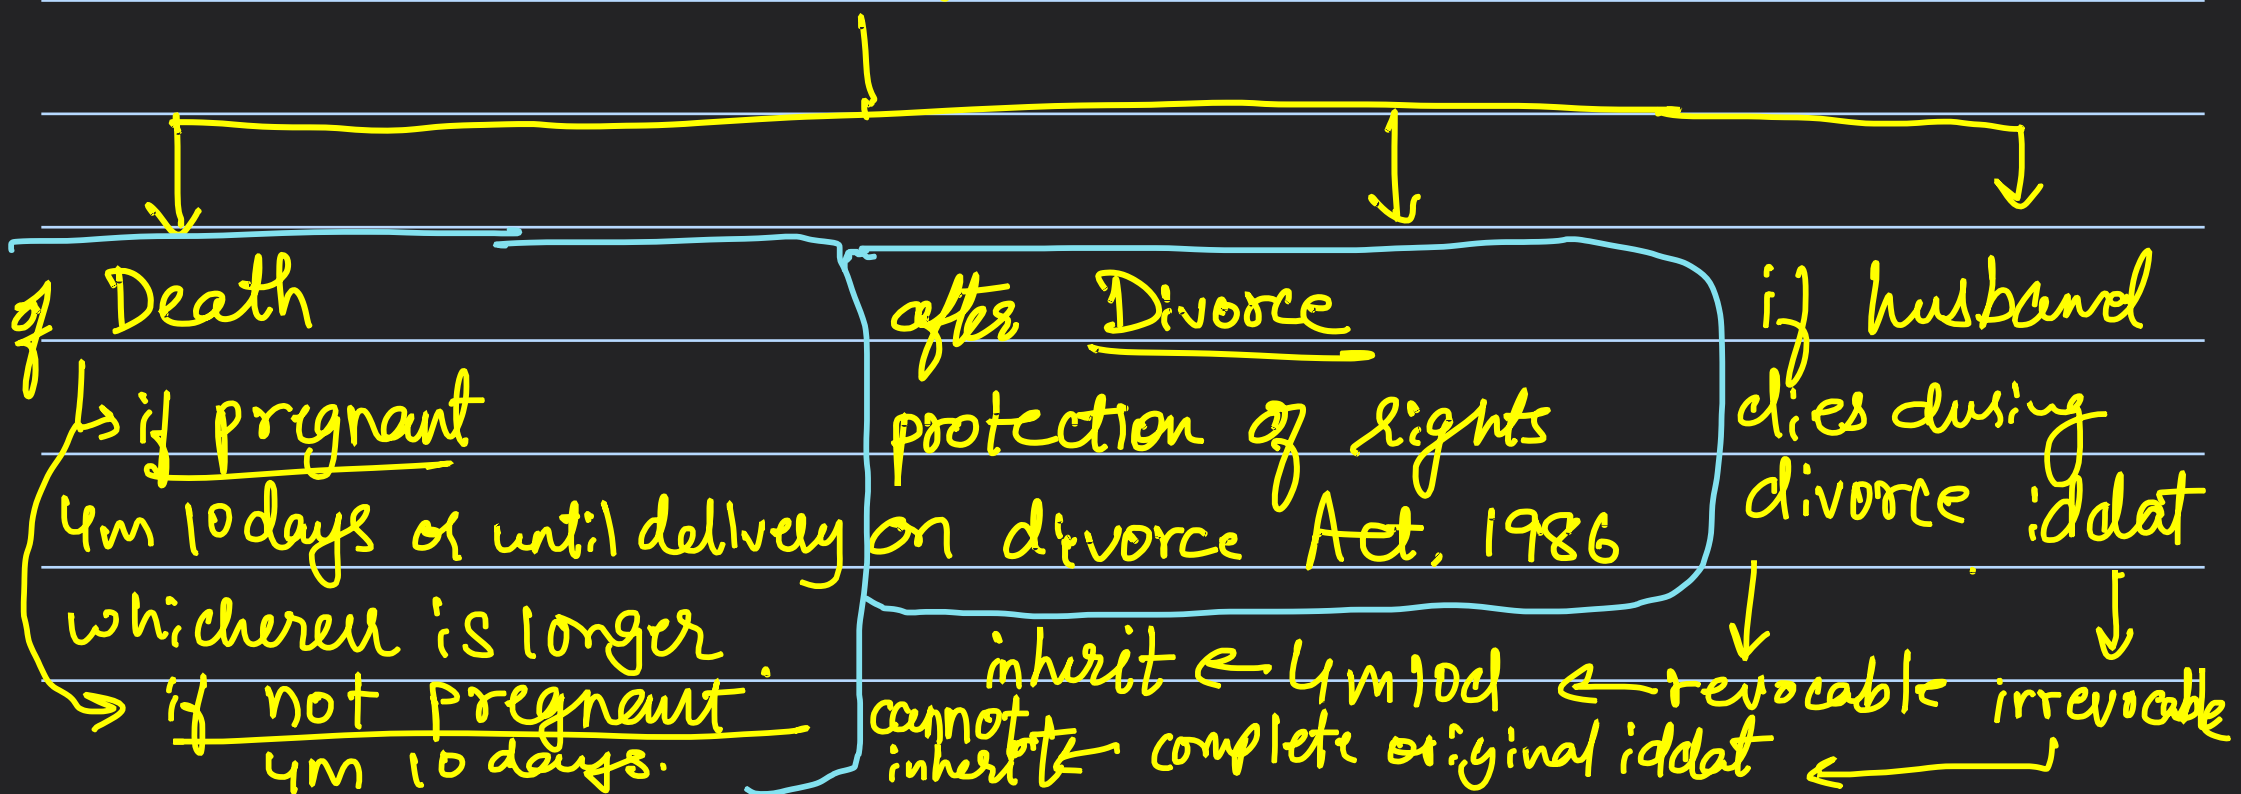 of Death
if pregnant
4m 10 days or until delivery
whichever is longer.
if not pregnant
4m 10 days.
after Divorce
protection of rights
on divorce Act, 1986
if husband
dies during
divorce iddat
inherit ← 4m10d ← revocable irrevocable
cannot inherit ← complete original iddat ←